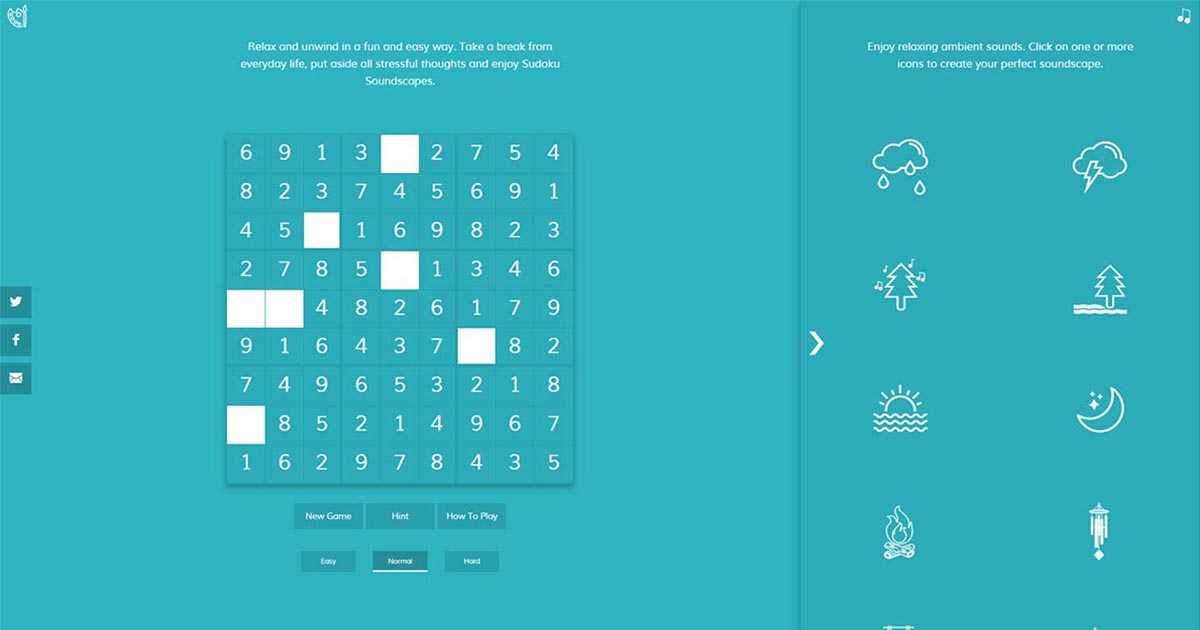 Relax and unwind in a fun and easy way. Take a break from
everyday life, put aside all stressful thoughts and enjoy Sudoku
Soundscapes.
6 9 1 3 2 7 5 4
8 2 3 7 4 5 6 9 1
4 5 1 6 9 8 2 3
2 7 8 5 1 3 4 6
4 8 2 6 1 7 9
9 1 6 4 3 7 8 2
7 4 9 6 5 3 2 1 8
8 5 2 1 4 9 6 7
1 6 2 9 7 8 4 3 5
New Game Hint How To Play
Easy Normal Hard
Enjoy relaxing ambient sounds. Click on one or more
icons to create your perfect soundscape.